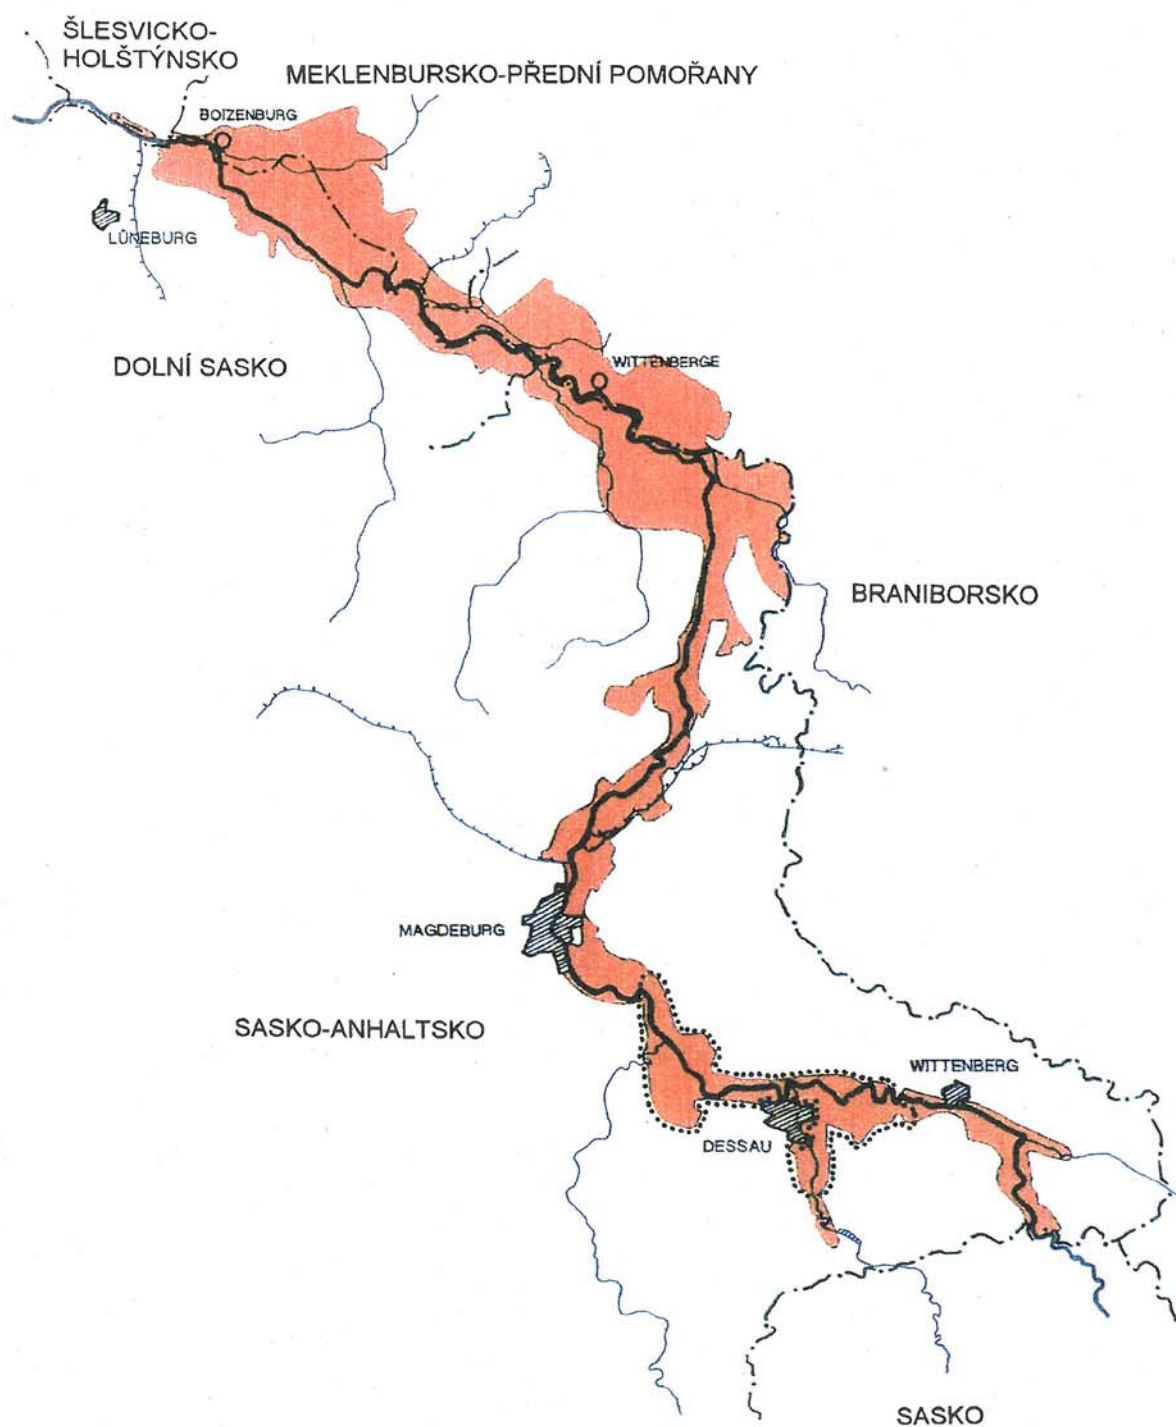 ŠLESVICKO-
HOLŠTÝNSKO
MEKLENBURSKO-PŘEDNÍ POMOŘANY
BOIZENBURG
LÜNEBURG
DOLNÍ SASKO
WITTENBERGE
BRANIBORSKO
MAGDEBURG
SASKO-ANHALTSKO
WITTENBERG
DESSAU
SASKO